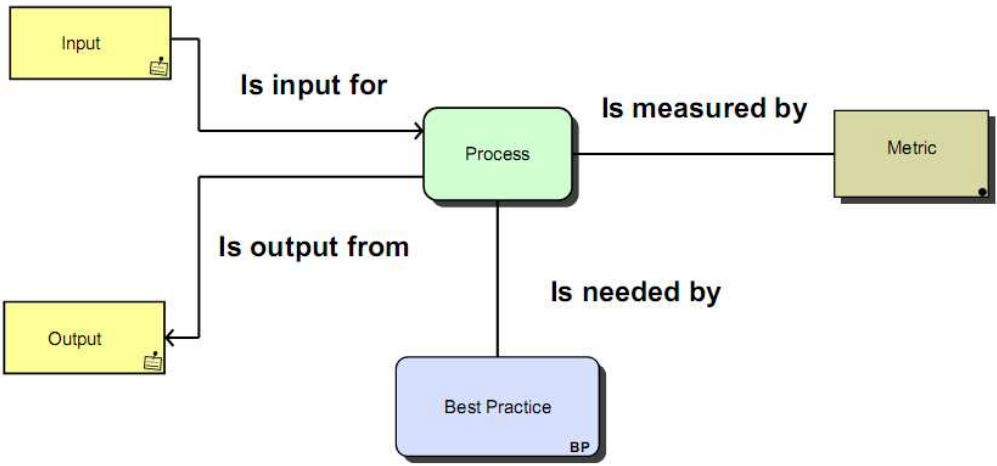 Input
Is input for
Is measured by
Process
Metric
Is output from
Is needed by
Output
Best Practice
BP